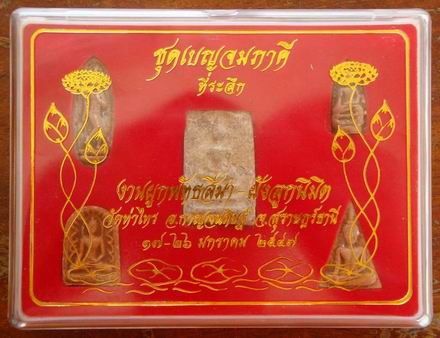 ชุดเบญจมภาคี
ที่ระลึก
งานผูกพัทธสีมา - ฝังลูกนิมิต
วัดท่าไทร อ.กาญจนดิษฐ์ จ.สุราษฎร์ธานี
๑๗-๒๖ มกราคม ๒๕๔๗